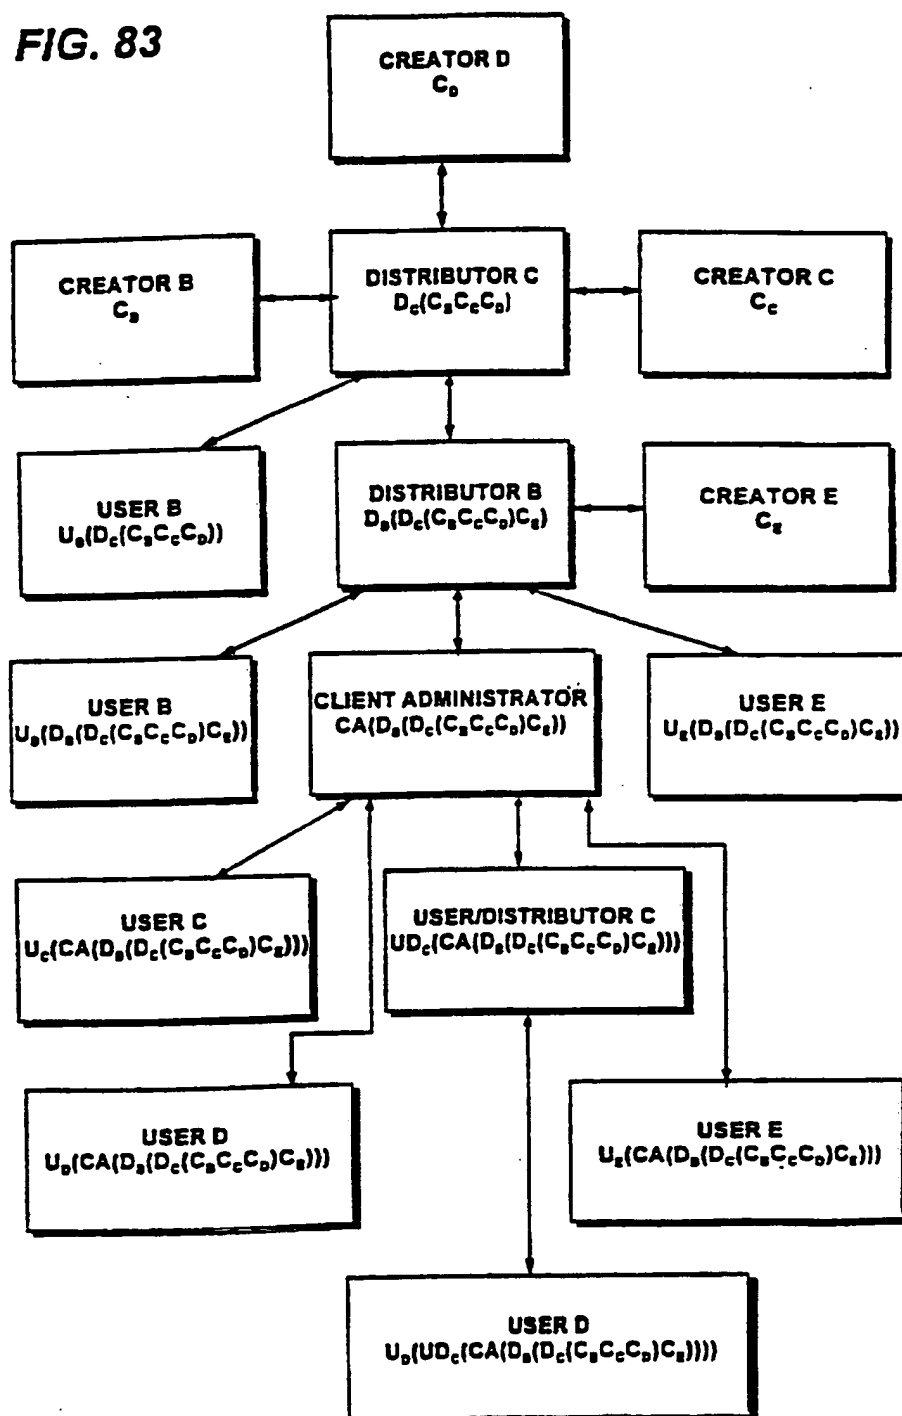 FIG. 83
CREATOR D
C_D
CREATOR B
C_B
DISTRIBUTOR C
D_C(C_BC_CC_D)
CREATOR C
C_C
USER B
U_B(D_C(C_BC_CC_D))
DISTRIBUTOR B
D_B(D_C(C_BC_CC_D)C_E)
CREATOR E
C_E
USER B
U_B(D_B(D_C(C_BC_CC_D)C_E))
CLIENT ADMINISTRATOR
CA(D_B(D_C(C_BC_CC_D)C_E))
USER E
U_E(D_B(D_C(C_BC_CC_D)C_E))
USER C
U_C(CA(D_B(D_C(C_BC_CC_D)C_E)))
USER/DISTRIBUTOR C
UD_C(CA(D_B(D_C(C_BC_CC_D)C_E)))
USER D
U_D(CA(D_B(D_C(C_BC_CC_D)C_E)))
USER E
U_E(CA(D_B(D_C(C_BC_CC_D)C_E)))
USER D
U_D(UD_C(CA(D_B(D_C(C_BC_CC_D)C_E))))